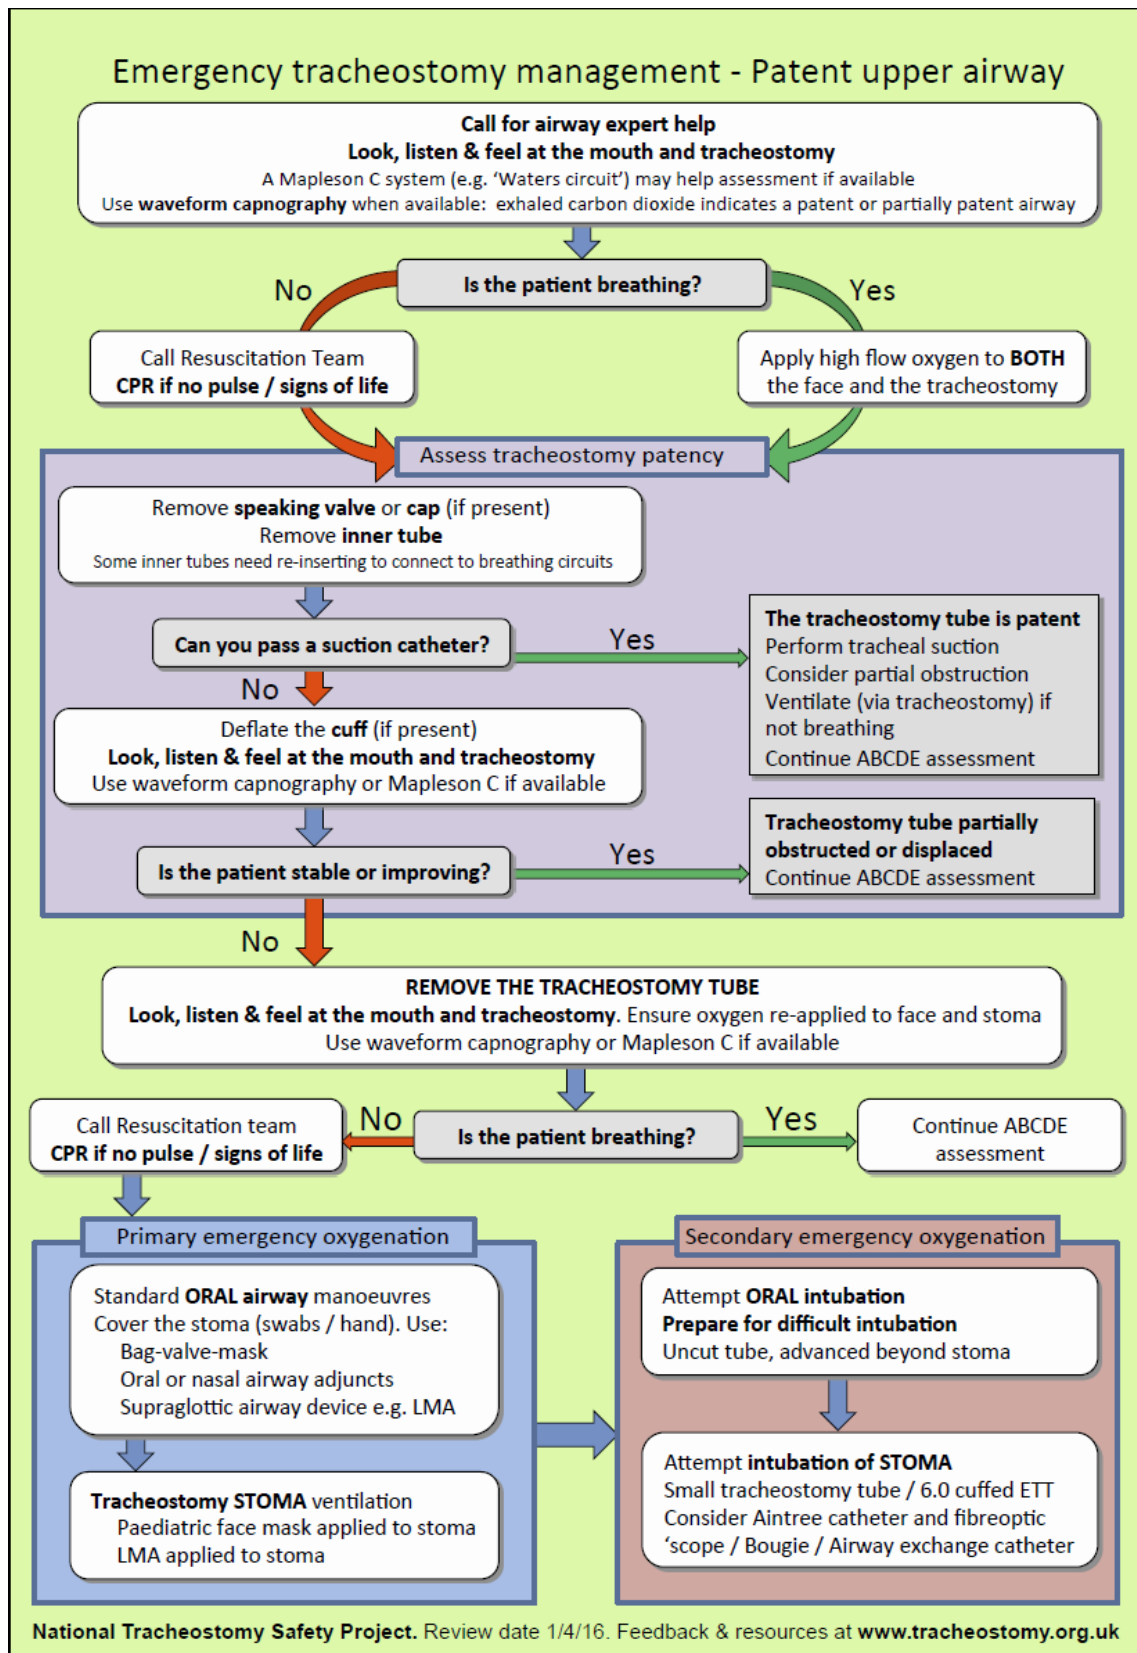 Emergency tracheostomy management - Patent upper airway
Call for airway expert help
Look, listen & feel at the mouth and tracheostomy
A Mapleson C system (e.g. ‘Waters circuit’) may help assessment if available
Use waveform capnography when available: exhaled carbon dioxide indicates a patent or partially patent airway
Is the patient breathing?
No
Yes
Call Resuscitation Team
CPR if no pulse / signs of life
Apply high flow oxygen to BOTH
the face and the tracheostomy
Assess tracheostomy patency
Remove speaking valve or cap (if present)
Remove inner tube
Some inner tubes need re-inserting to connect to breathing circuits
Can you pass a suction catheter?
Yes
The tracheostomy tube is patent
Perform tracheal suction
Consider partial obstruction
Ventilate (via tracheostomy) if
not breathing
Continue ABCDE assessment
No
Deflate the cuff (if present)
Look, listen & feel at the mouth and tracheostomy
Use waveform capnography or Mapleson C if available
Is the patient stable or improving?
Yes
Tracheostomy tube partially
obstructed or displaced
Continue ABCDE assessment
No
REMOVE THE TRACHEOSTOMY TUBE
Look, listen & feel at the mouth and tracheostomy. Ensure oxygen re-applied to face and stoma
Use waveform capnography or Mapleson C if available
Is the patient breathing?
No
Yes
Call Resuscitation team
CPR if no pulse / signs of life
Continue ABCDE
assessment
Primary emergency oxygenation
Standard ORAL airway manoeuvres
Cover the stoma (swabs / hand). Use:
Bag-valve-mask
Oral or nasal airway adjuncts
Supraglottic airway device e.g. LMA
Tracheostomy STOMA ventilation
Paediatric face mask applied to stoma
LMA applied to stoma
Secondary emergency oxygenation
Attempt ORAL intubation
Prepare for difficult intubation
Uncut tube, advanced beyond stoma
Attempt intubation of STOMA
Small tracheostomy tube / 6.0 cuffed ETT
Consider Aintree catheter and fibreoptic
‘scope / Bougie / Airway exchange catheter
National Tracheostomy Safety Project. Review date 1/4/16. Feedback & resources at www.tracheostomy.org.uk